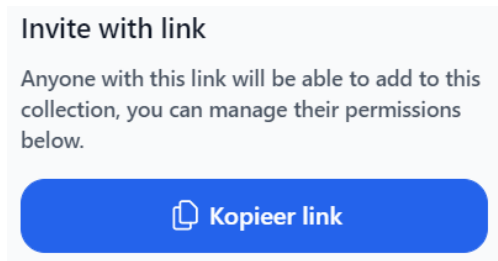 Invite with link
Anyone with this link will be able to add to this
collection, you can manage their permissions
below.
Kopieer link